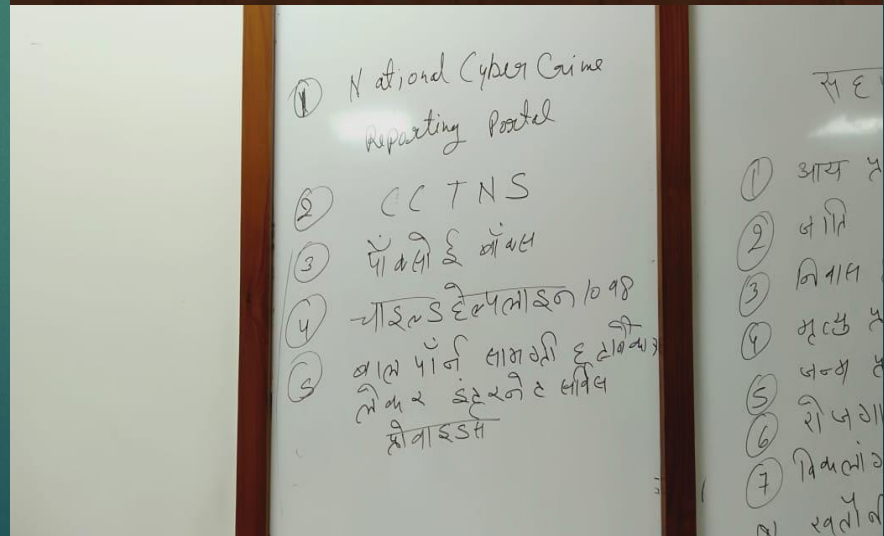 ① National Cyber Crime
Reporting Portal
② CCTNS
③ पॉक्सो ई बॉक्स
④ चाइल्ड हेल्पलाइन 1098
⑤ बाल पॉर्न सामग्री हटाने को
लेकर इंटरनेट सर्विस
प्रोवाइडर्स
① आय प्र
② जाति
③ निवास
④ मृत्यु प्र
⑤ जन्म प्र
⑥ रोजगा
⑦ विकलांग
खतौनी